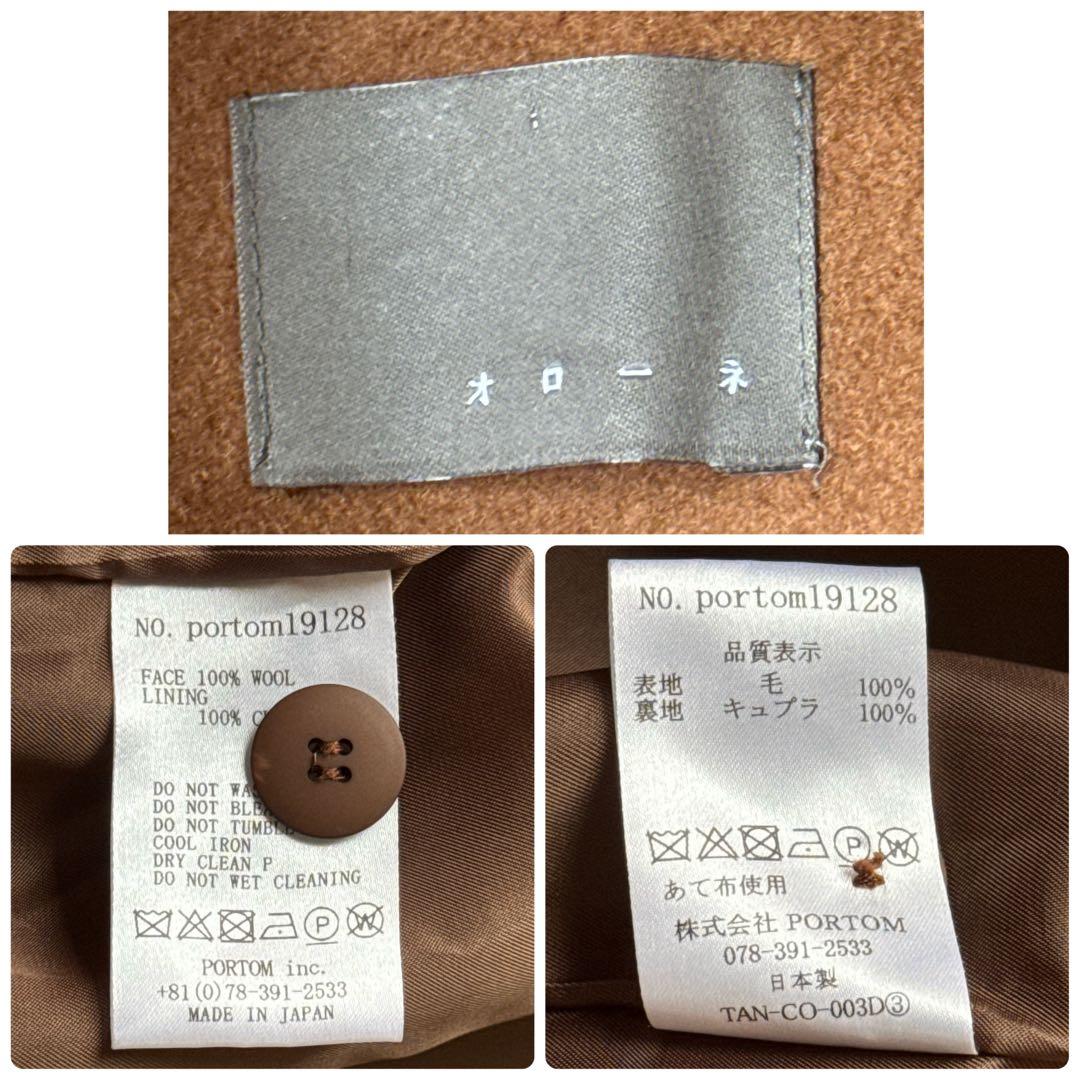 オローネ
NO. portom19128
FACE 100% WOOL
LINING
100% C
DO NOT WAS
DO NOT BLEA
DO NOT TUMBLE
COOL IRON
DRY CLEAN P
DO NOT WET CLEANING
P W
PORTOM inc.
+81(0)78-391-2533
MADE IN JAPAN
NO. portom19128
品質表示
表地 毛 100%
裏地 キュプラ 100%
P W
あて布使用
株式会社 PORTOM
078-391-2533
日本製
TAN-CO-003D③